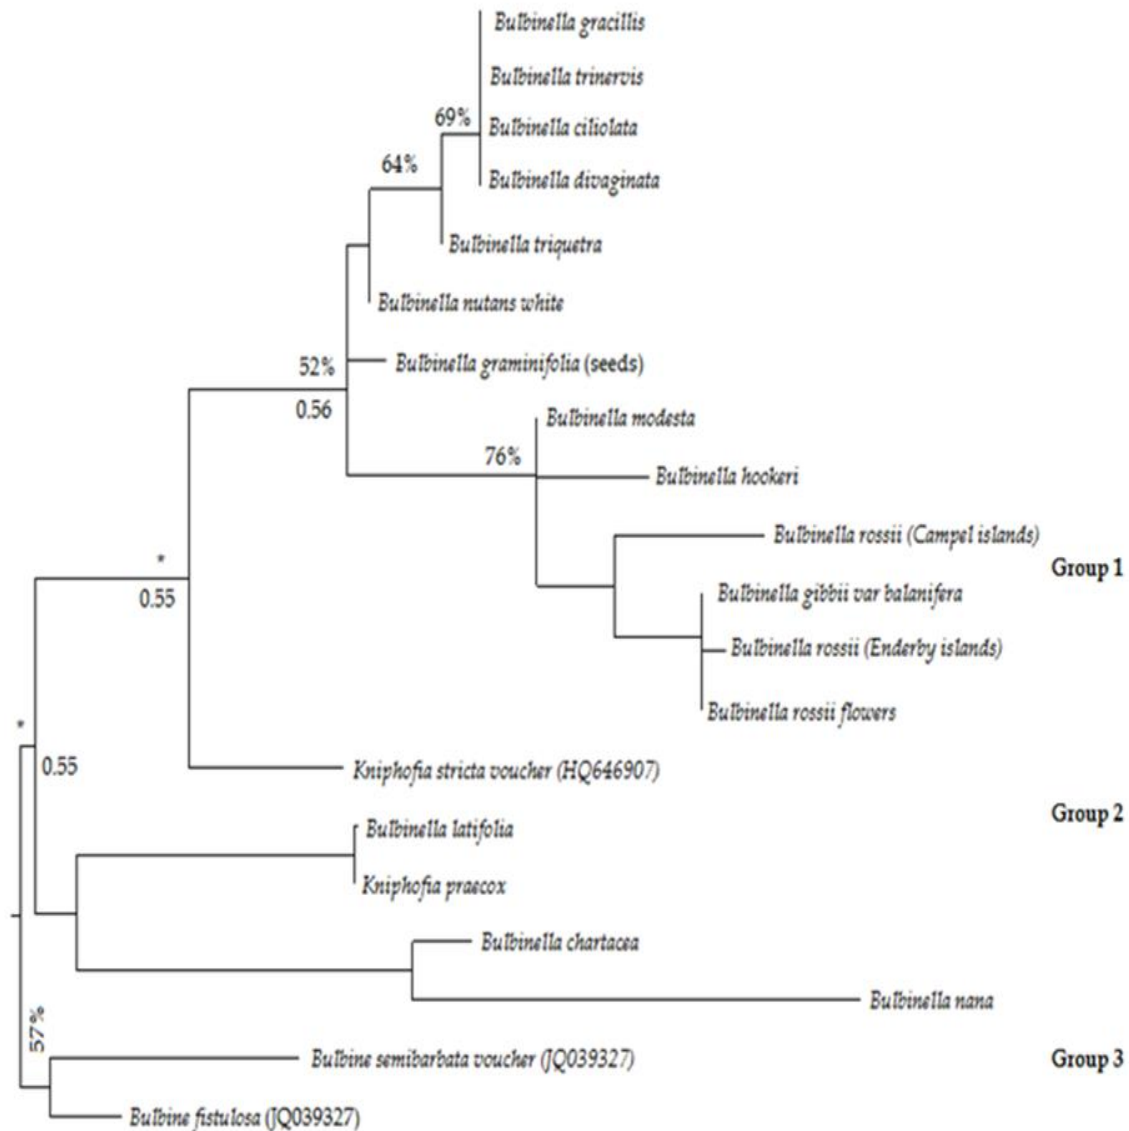 Bulbinella gracillis
Bulbinella trinervis
69%
Bulbinella ciliolata
64%
Bulbinella divaginata
Bulbinella triquetra
Bulbinella nutans white
52%
Bulbinella graminifolia (seeds)
0.56
Bulbinella modesta
76%
Bulbinella hookeri
Bulbinella rossii (Campel islands)
*
Group 1
0.55
Bulbinella gibbii var balanifera
Bulbinella rossii (Enderby islands)
Bulbinella rossii flowers
*
0.55
Kniphofia stricta voucher (HQ646907)
Group 2
Bulbinella latifolia
Kniphofia praecox
Bulbinella chartacea
Bulbinella nana
57%
Bulbine semibarbata voucher (JQ039327)
Group 3
Bulbine fistulosa (JQ039327)